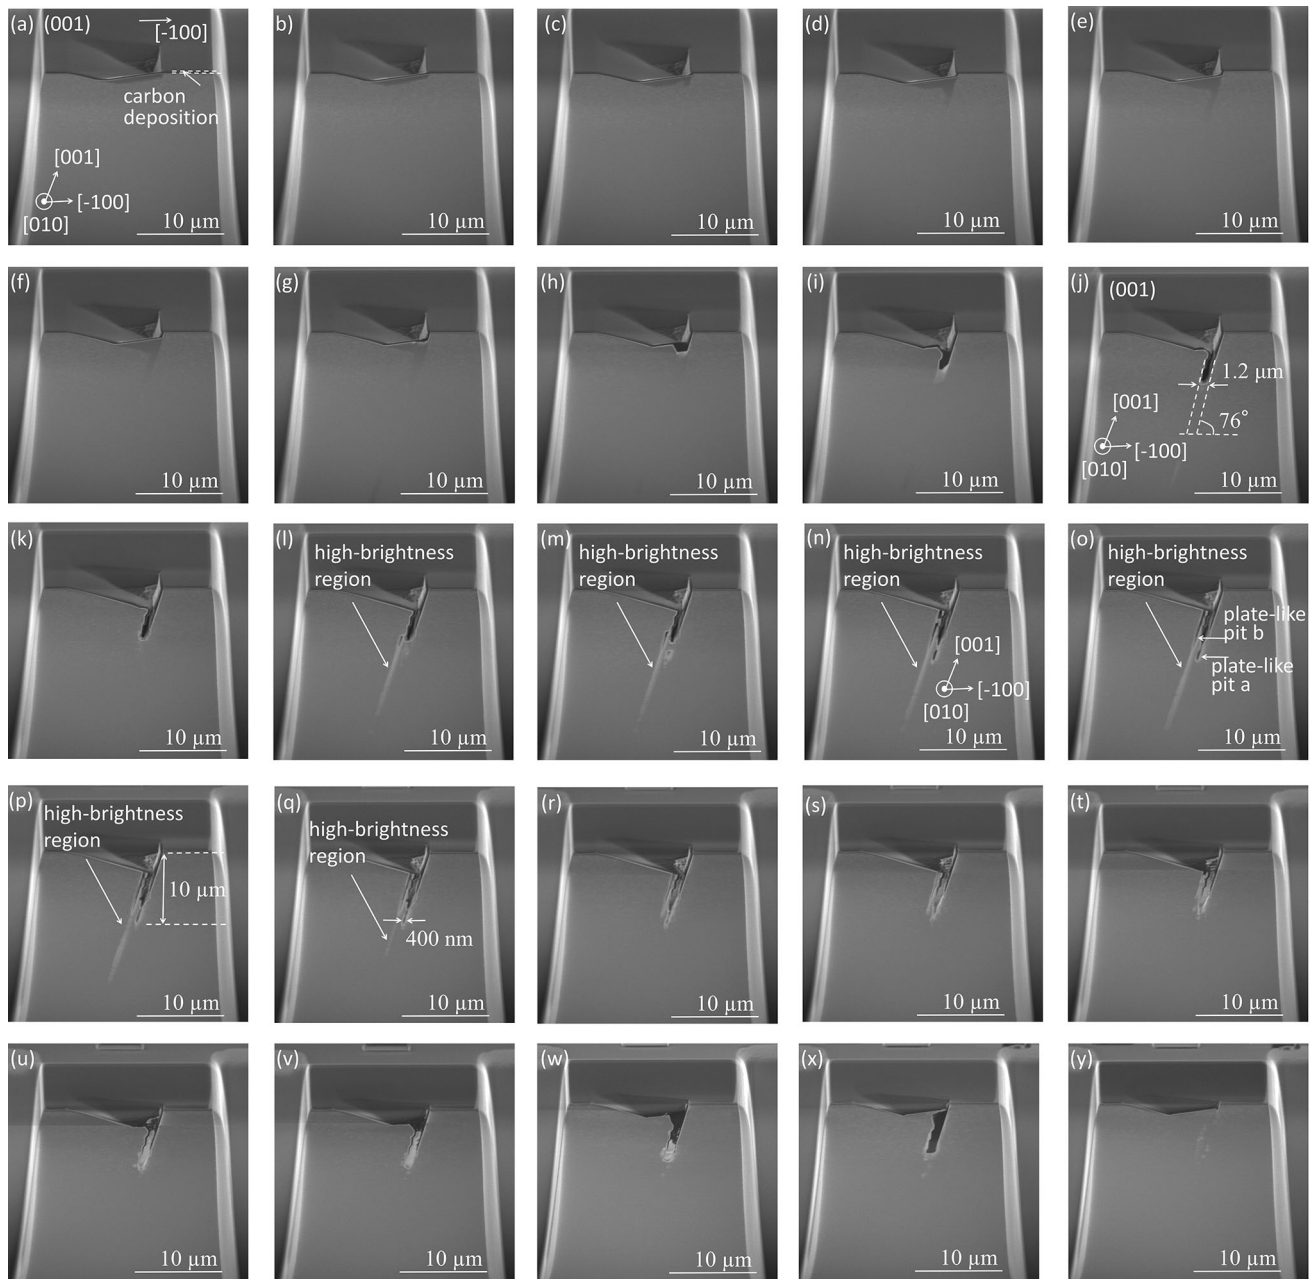 (a) (001)
[-100]
carbon
deposition
[001]
[-100]
[010]
10 µm
b)
10 µm
(c)
10 µm
(d)
10 µm
(e)
10 µm
(f)
10 µm
(g)
10 µm
(h)
10 µm
(i)
10 µm
(j)
(001)
1.2 µm
[001]
76°
[-100]
[010]
10 µm
(k)
10 µm
(l)
high-brightness
region
10 µm
(m)
high-brightness
region
10 µm
(n)
high-brightness
region
[001]
[-100]
[010]
10 µm
(o)
high-brightness
region
plate-like
pit b
plate-like
pit a
10 µm
(p)
high-brightness
region
10 µm
10 µm
(q)
high-brightness
region
400 nm
10 µm
(r)
10 µm
(s)
10 µm
(t)
10 µm
(u)
10 µm
(v)
10 µm
(w)
10 µm
(x)
10 µm
(y)
10 µm